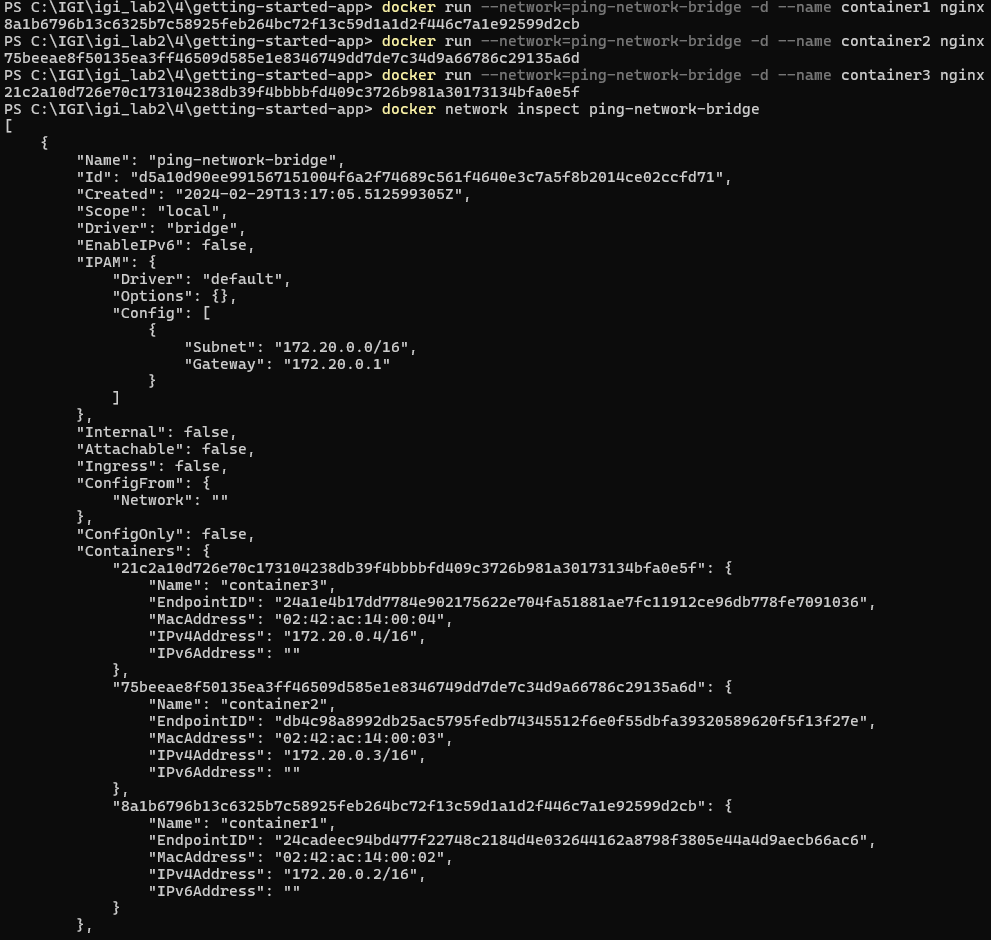 PS C:\IGI\igi_lab2\4\getting-started-app> docker run --network=ping-network-bridge -d --name container1 nginx
8a1b6796b13c6325b7c58925feb264bc72f13c59d1a1d2f446c7a1e92599d2cb
PS C:\IGI\igi_lab2\4\getting-started-app> docker run --network=ping-network-bridge -d --name container2 nginx
75beeae8f50135ea3ff46509d585e1e8346749dd7de7c34d9a66786c29135a6d
PS C:\IGI\igi_lab2\4\getting-started-app> docker run --network=ping-network-bridge -d --name container3 nginx
21c2a10d726e70c173104238db39f4bbbbfd409c3726b981a30173134bfa0e5f
PS C:\IGI\igi_lab2\4\getting-started-app> docker network inspect ping-network-bridge
[
    {
        "Name": "ping-network-bridge",
        "Id": "d5a10d90ee991567151004f6a2f74689c561f4640e3c7a5f8b2014ce02ccfd71",
        "Created": "2024-02-29T13:17:05.512599305Z",
        "Scope": "local",
        "Driver": "bridge",
        "EnableIPv6": false,
        "IPAM": {
            "Driver": "default",
            "Options": {},
            "Config": [
                {
                    "Subnet": "172.20.0.0/16",
                    "Gateway": "172.20.0.1"
                }
            ]
        },
        "Internal": false,
        "Attachable": false,
        "Ingress": false,
        "ConfigFrom": {
            "Network": ""
        },
        "ConfigOnly": false,
        "Containers": {
            "21c2a10d726e70c173104238db39f4bbbbfd409c3726b981a30173134bfa0e5f": {
                "Name": "container3",
                "EndpointID": "24a1e4b17dd7784e902175622e704fa51881ae7fc11912ce96db778fe7091036",
                "MacAddress": "02:42:ac:14:00:04",
                "IPv4Address": "172.20.0.4/16",
                "IPv6Address": ""
            },
            "75beeae8f50135ea3ff46509d585e1e8346749dd7de7c34d9a66786c29135a6d": {
                "Name": "container2",
                "EndpointID": "db4c98a8992db25ac5795fedb74345512f6e0f55dbfa39320589620f5f13f27e",
                "MacAddress": "02:42:ac:14:00:03",
                "IPv4Address": "172.20.0.3/16",
                "IPv6Address": ""
            },
            "8a1b6796b13c6325b7c58925feb264bc72f13c59d1a1d2f446c7a1e92599d2cb": {
                "Name": "container1",
                "EndpointID": "24cadeec94bd477f22748c2184d4e032644162a8798f3805e44a4d9aecb66ac6",
                "MacAddress": "02:42:ac:14:00:02",
                "IPv4Address": "172.20.0.2/16",
                "IPv6Address": ""
            }
        },